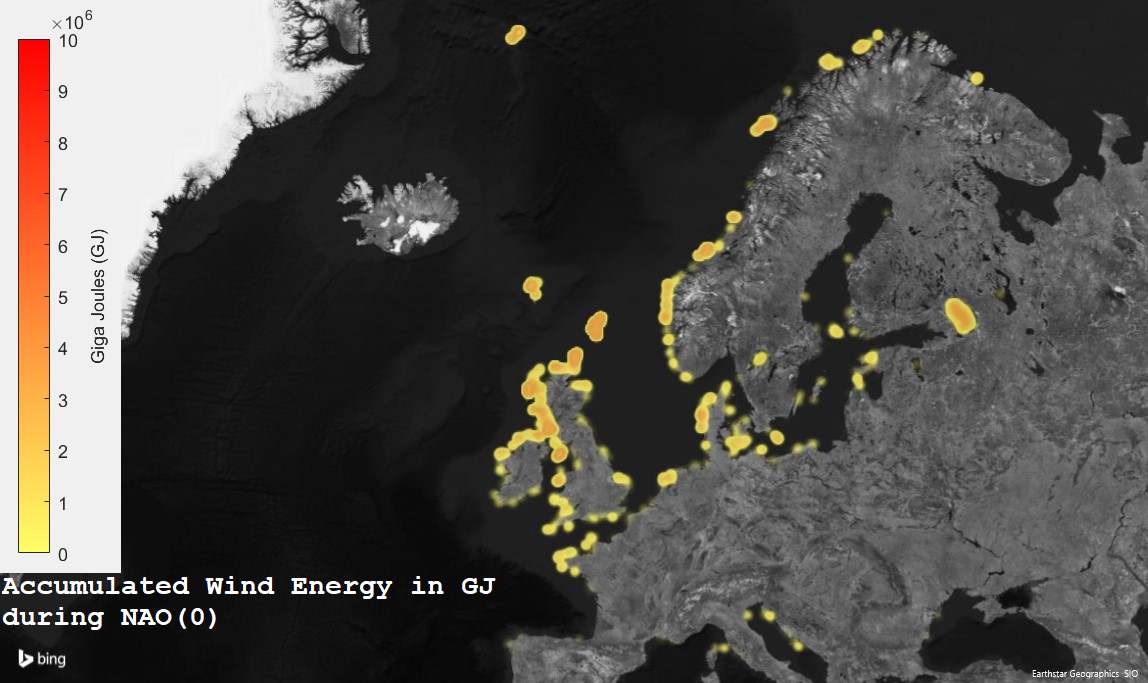 ×10⁶
10
9
8
7
6
5
4
3
2
1
0
Giga Joules (GJ)
Accumulated Wind Energy in GJ
during NAO(0)
bing
Earthstar Geographics SIO